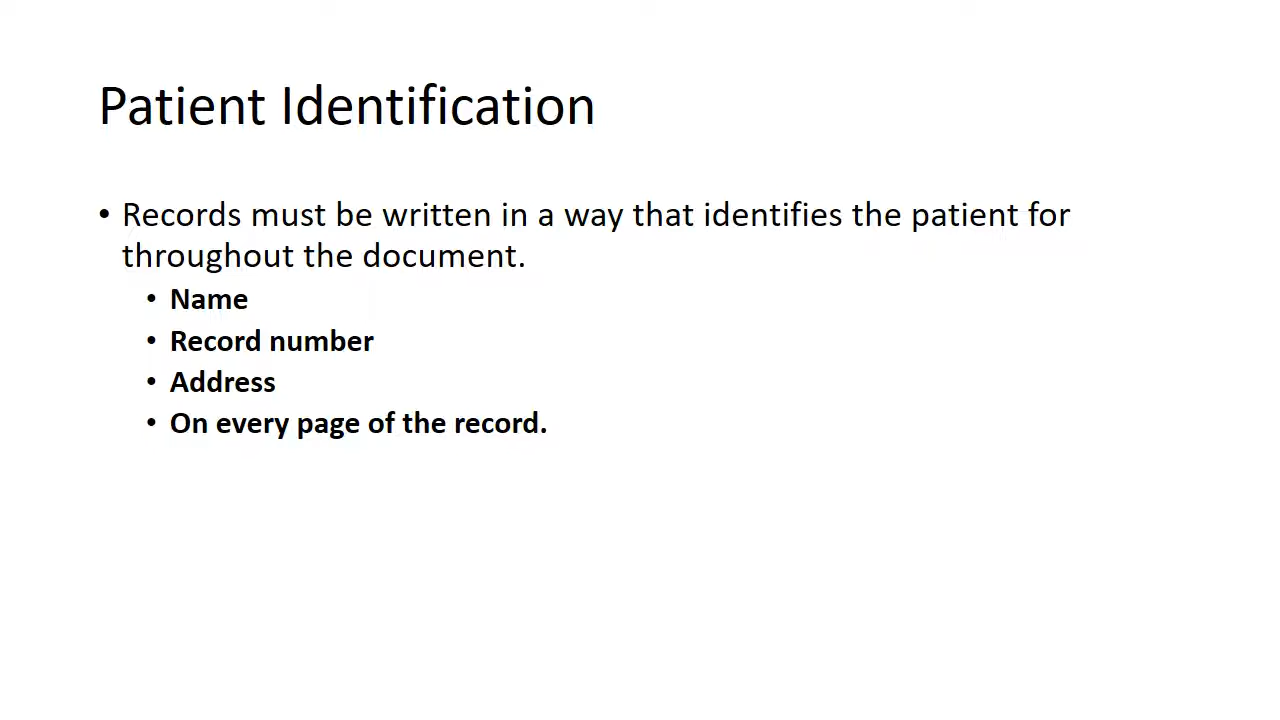 Patient Identification
• Records must be written in a way that identifies the patient for
throughout the document.
• Name
• Record number
• Address
• On every page of the record.